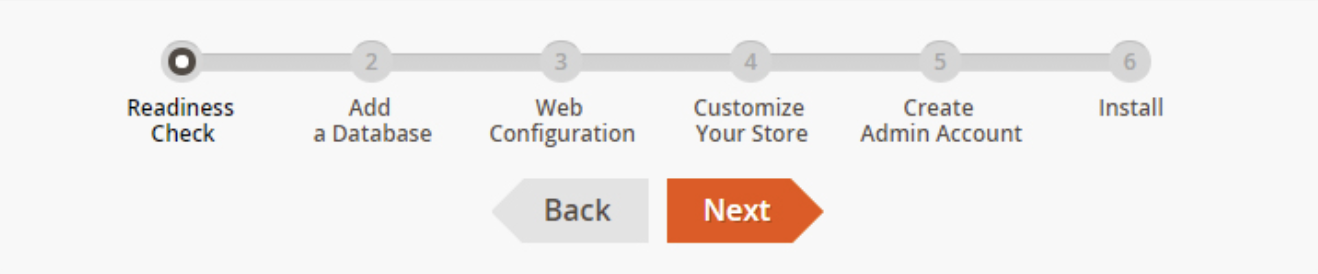 2 3 4 5 6
Readiness Check
Add a Database
Web Configuration
Customize Your Store
Create Admin Account
Install
Back
Next